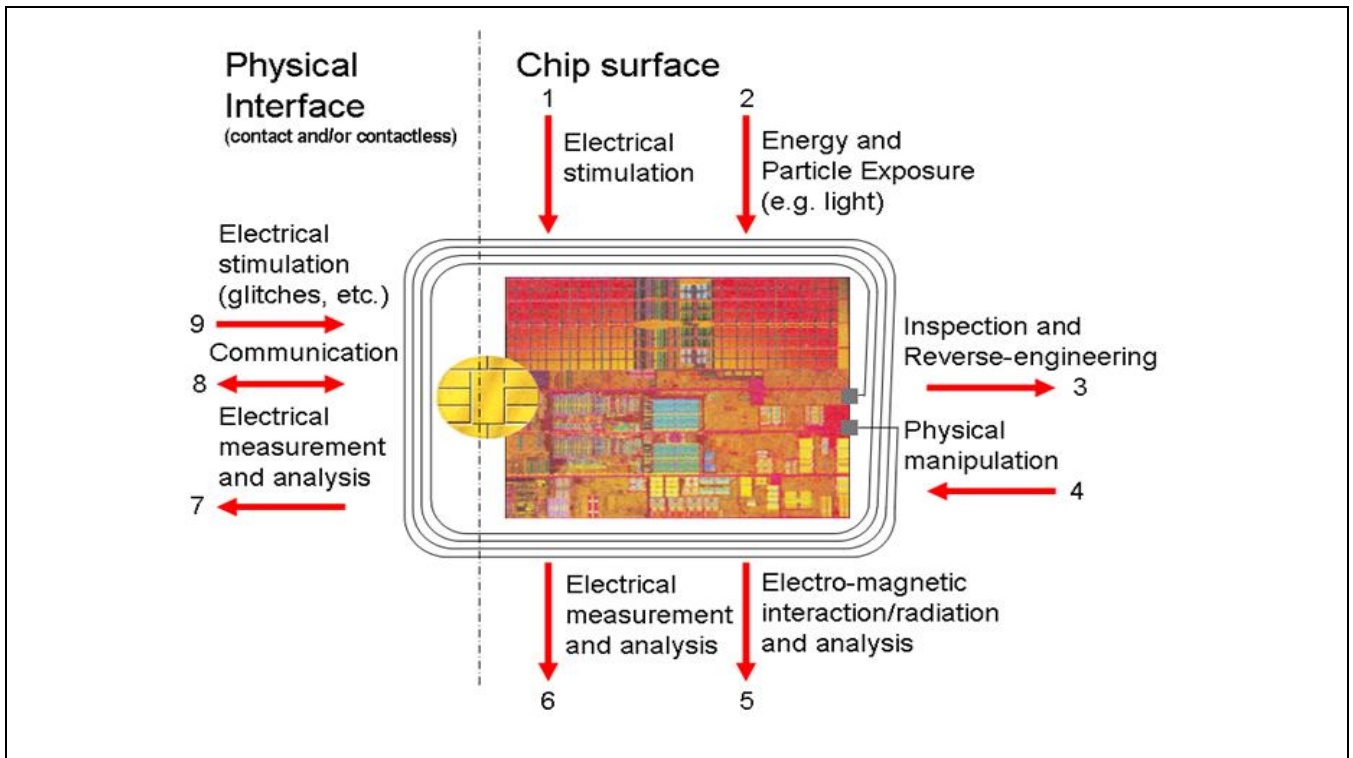 Physical
Interface
(contact and/or contactless)
Chip surface
1
Electrical
stimulation
2
Energy and
Particle Exposure
(e.g. light)
Electrical
stimulation
(glitches, etc.)
9
Communication
8
Electrical
measurement
and analysis
7
Inspection and
Reverse-engineering
3
Physical
manipulation
4
Electrical
measurement
and analysis
6
Electro-magnetic
interaction/radiation
and analysis
5